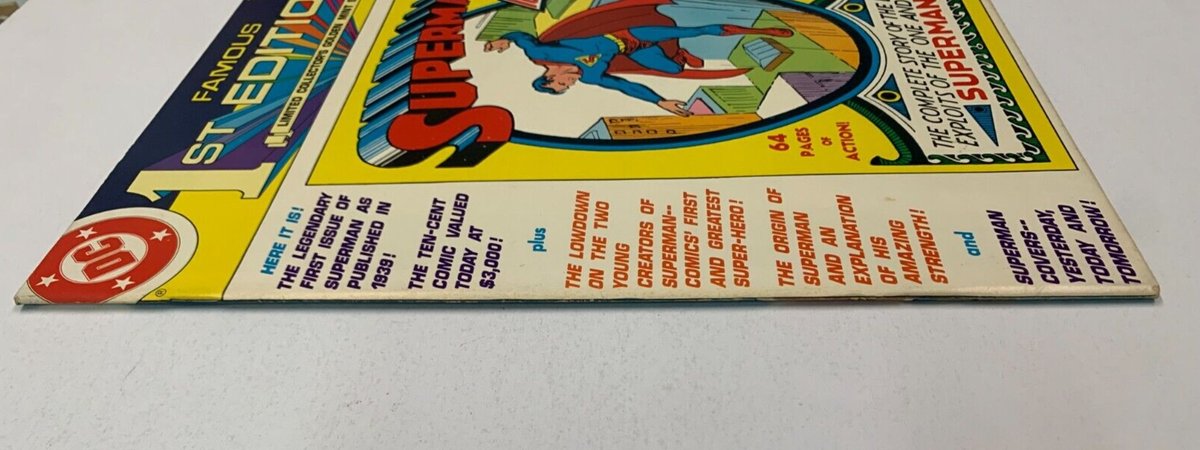 FAMOUS
1ST EDITIO
LIMITED COLLECTORS' GOLDEN MINT
DC
®
HERE IT IS!
THE LEGENDARY
FIRST ISSUE OF
SUPERMAN AS
PUBLISHED IN
1939!
THE TEN-CENT
COMIC VALUED
TODAY AT
$3,000!
plus
THE LOWDOWN
ON THE TWO
YOUNG
CREATORS OF
SUPERMAN--
COMICS' FIRST
AND GREATEST
SUPER-HERO!
THE ORIGIN OF
SUPERMAN
AND AN
EXPLANATION
OF HIS
AMAZING
STRENGTH!
and
SUPERMAN
COVERS--
YESTERDAY,
TODAY AND
TOMORROW!
SUPERMA
64
PAGES
OF
ACTION!
THE COMPLETE STORY OF THE
EXPLOITS OF THE ONE AND
SUPERMAN